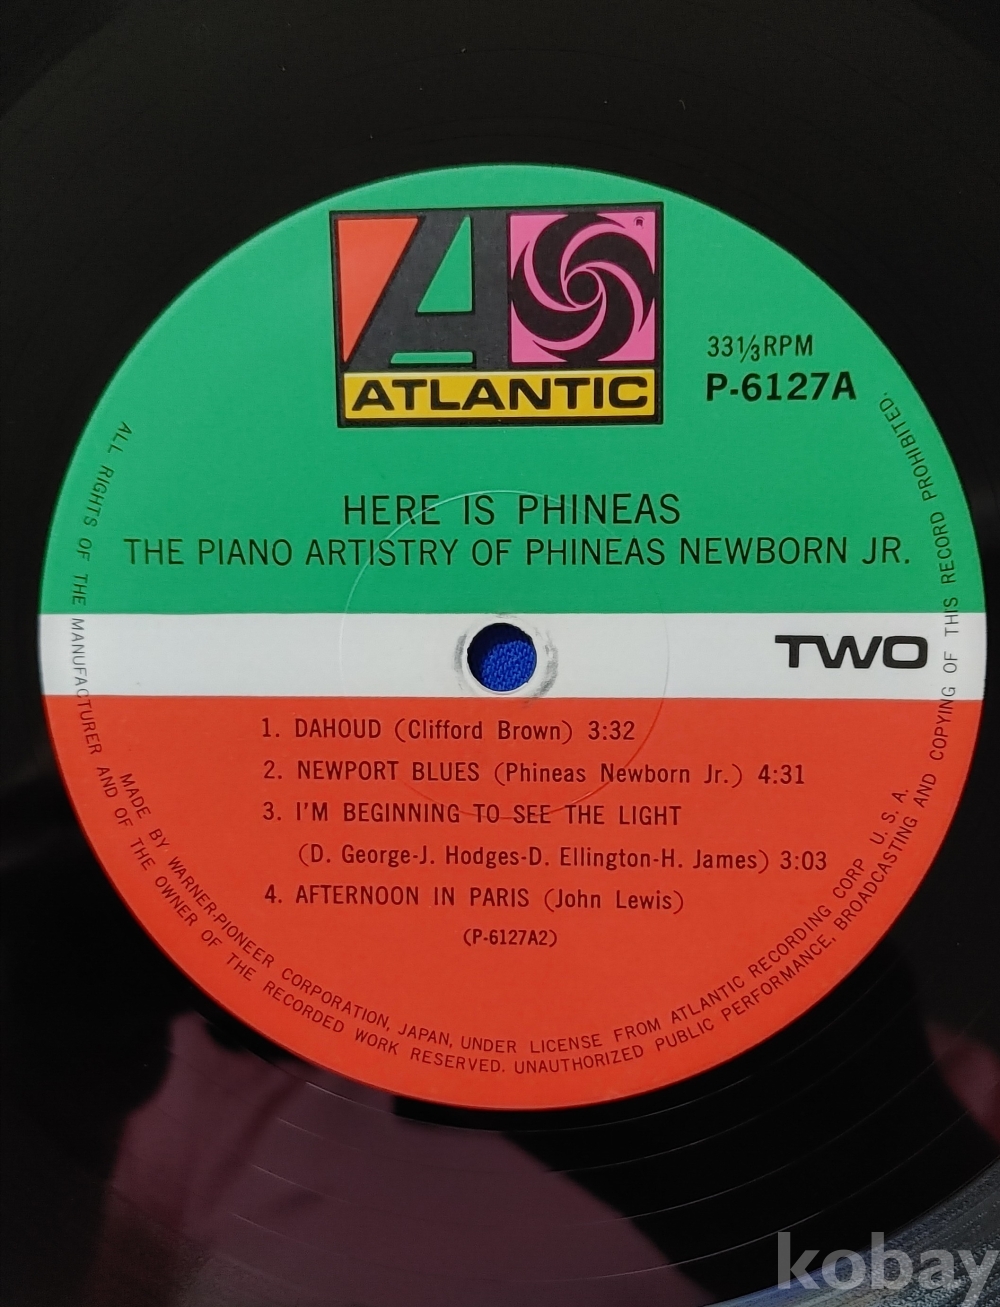 ATLANTIC
33⅓RPM
P-6127A
HERE IS PHINEAS
THE PIANO ARTISTRY OF PHINEAS NEWBORN JR.
TWO
1. DAHOUD (Clifford Brown) 3:32
2. NEWPORT BLUES (Phineas Newborn Jr.) 4:31
3. I'M BEGINNING TO SEE THE LIGHT
(D. George-J. Hodges-D. Ellington-H. James) 3:03
4. AFTERNOON IN PARIS (John Lewis)
(P-6127A2)
MADE BY WARNER-PIONEER CORPORATION, JAPAN, UNDER LICENSE FROM ATLANTIC RECORDING CORP U. S. A.
ALL RIGHTS OF THE MANUFACTURER AND OF THE OWNER OF THE RECORDED WORK RESERVED. UNAUTHORIZED PUBLIC PERFORMANCE, BROADCASTING AND COPYING OF THIS RECORD PROHIBITED.
kobay